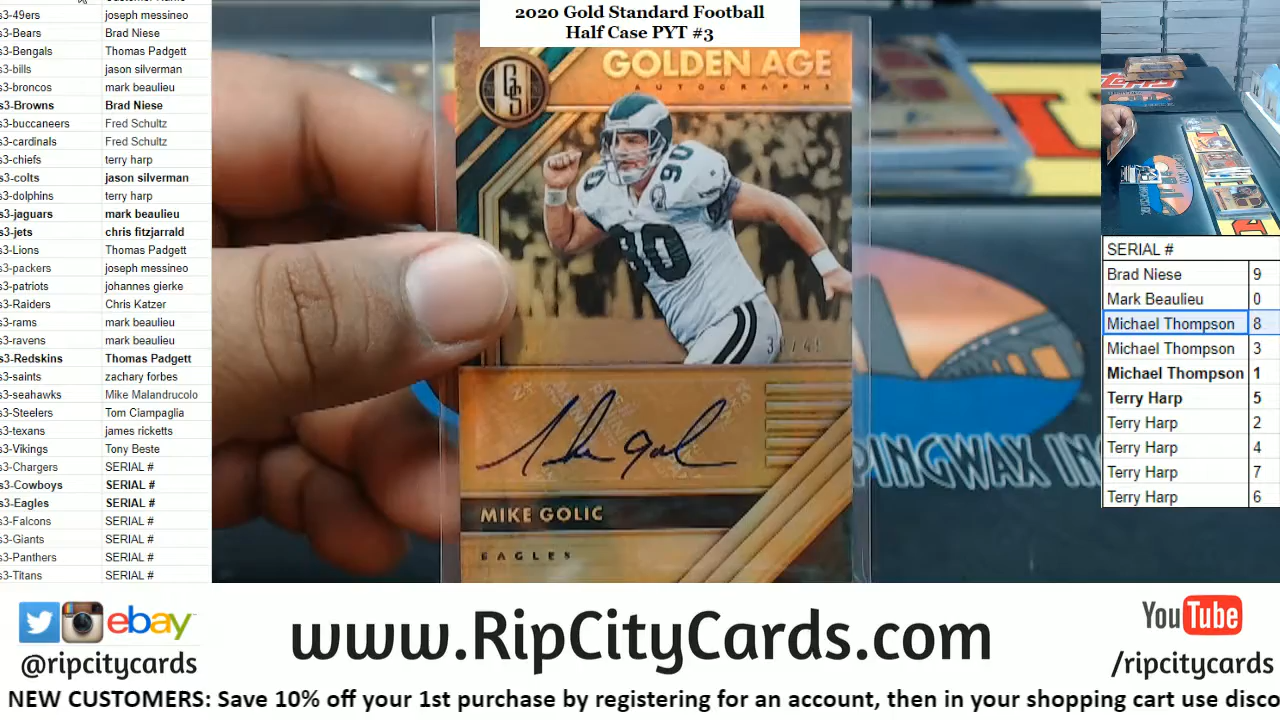 2020 Gold Standard Football
Half Case PYT #3
s3-49ers joseph messineo
s3-Bears Brad Niese
s3-Bengals Thomas Padgett
s3-bills jason silverman
s3-broncos mark beaulieu
s3-Browns Brad Niese
s3-buccaneers Fred Schultz
s3-cardinals Fred Schultz
s3-chiefs terry harp
s3-colts jason silverman
s3-dolphins terry harp
s3-jaguars mark beaulieu
s3-jets chris fitzjarrald
s3-Lions Thomas Padgett
s3-packers joseph messineo
s3-patriots johannes gierke
s3-Raiders Chris Katzer
s3-rams mark beaulieu
s3-ravens mark beaulieu
s3-Redskins Thomas Padgett
s3-saints zachary forbes
s3-seahawks Mike Malandrucolo
s3-Steelers Tom Ciampaglia
s3-texans james ricketts
s3-Vikings Tony Beste
s3-Chargers SERIAL #
s3-Cowboys SERIAL #
s3-Eagles SERIAL #
s3-Falcons SERIAL #
s3-Giants SERIAL #
s3-Panthers SERIAL #
s3-Titans SERIAL #
GS
GOLDEN AGE
AUTOGRAPHS
90
90
MIKE GOLIC
EAGLES
PINGWAX IN
SERIAL #
Brad Niese 9
Mark Beaulieu 0
Michael Thompson 8
Michael Thompson 3
Michael Thompson 1
Terry Harp 5
Terry Harp 2
Terry Harp 4
Terry Harp 7
Terry Harp 6
ebay
@ripcitycards
www.RipCityCards.com
YouTube
/ripcitycards
NEW CUSTOMERS: Save 10% off your 1st purchase by registering for an account, then in your shopping cart use disco